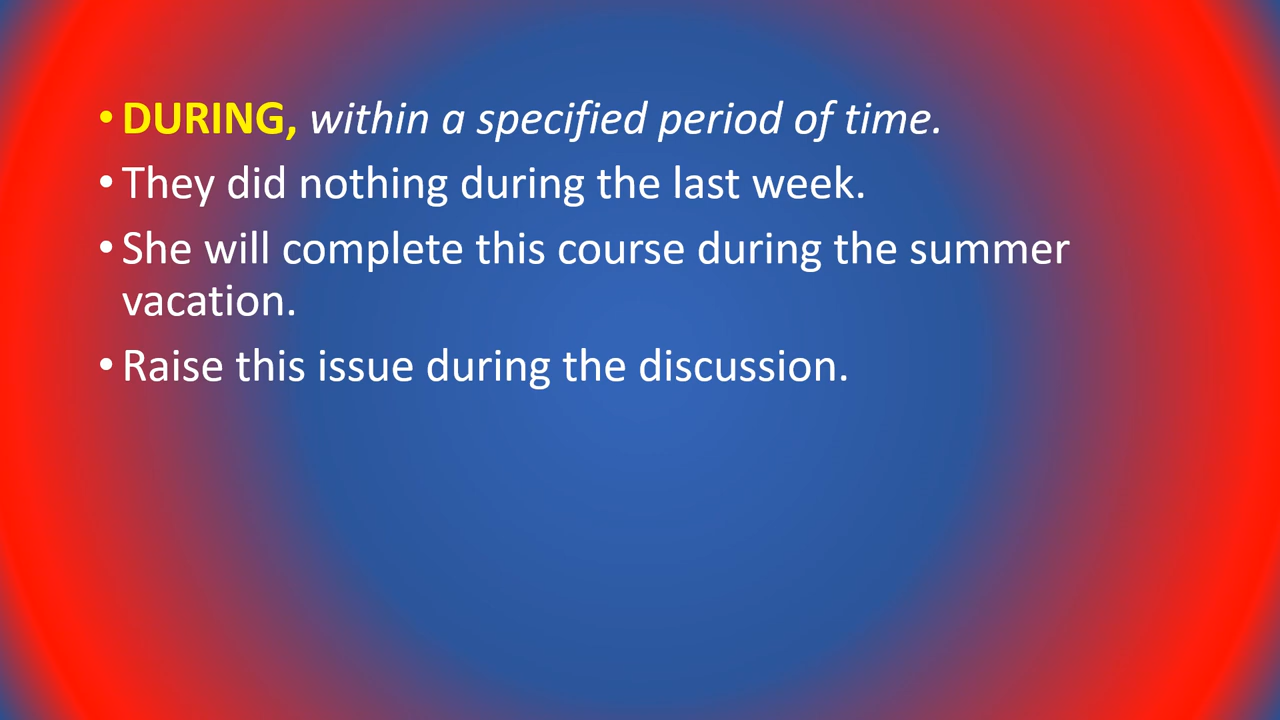 • DURING, within a specified period of time.
• They did nothing during the last week.
• She will complete this course during the summer
vacation.
• Raise this issue during the discussion.